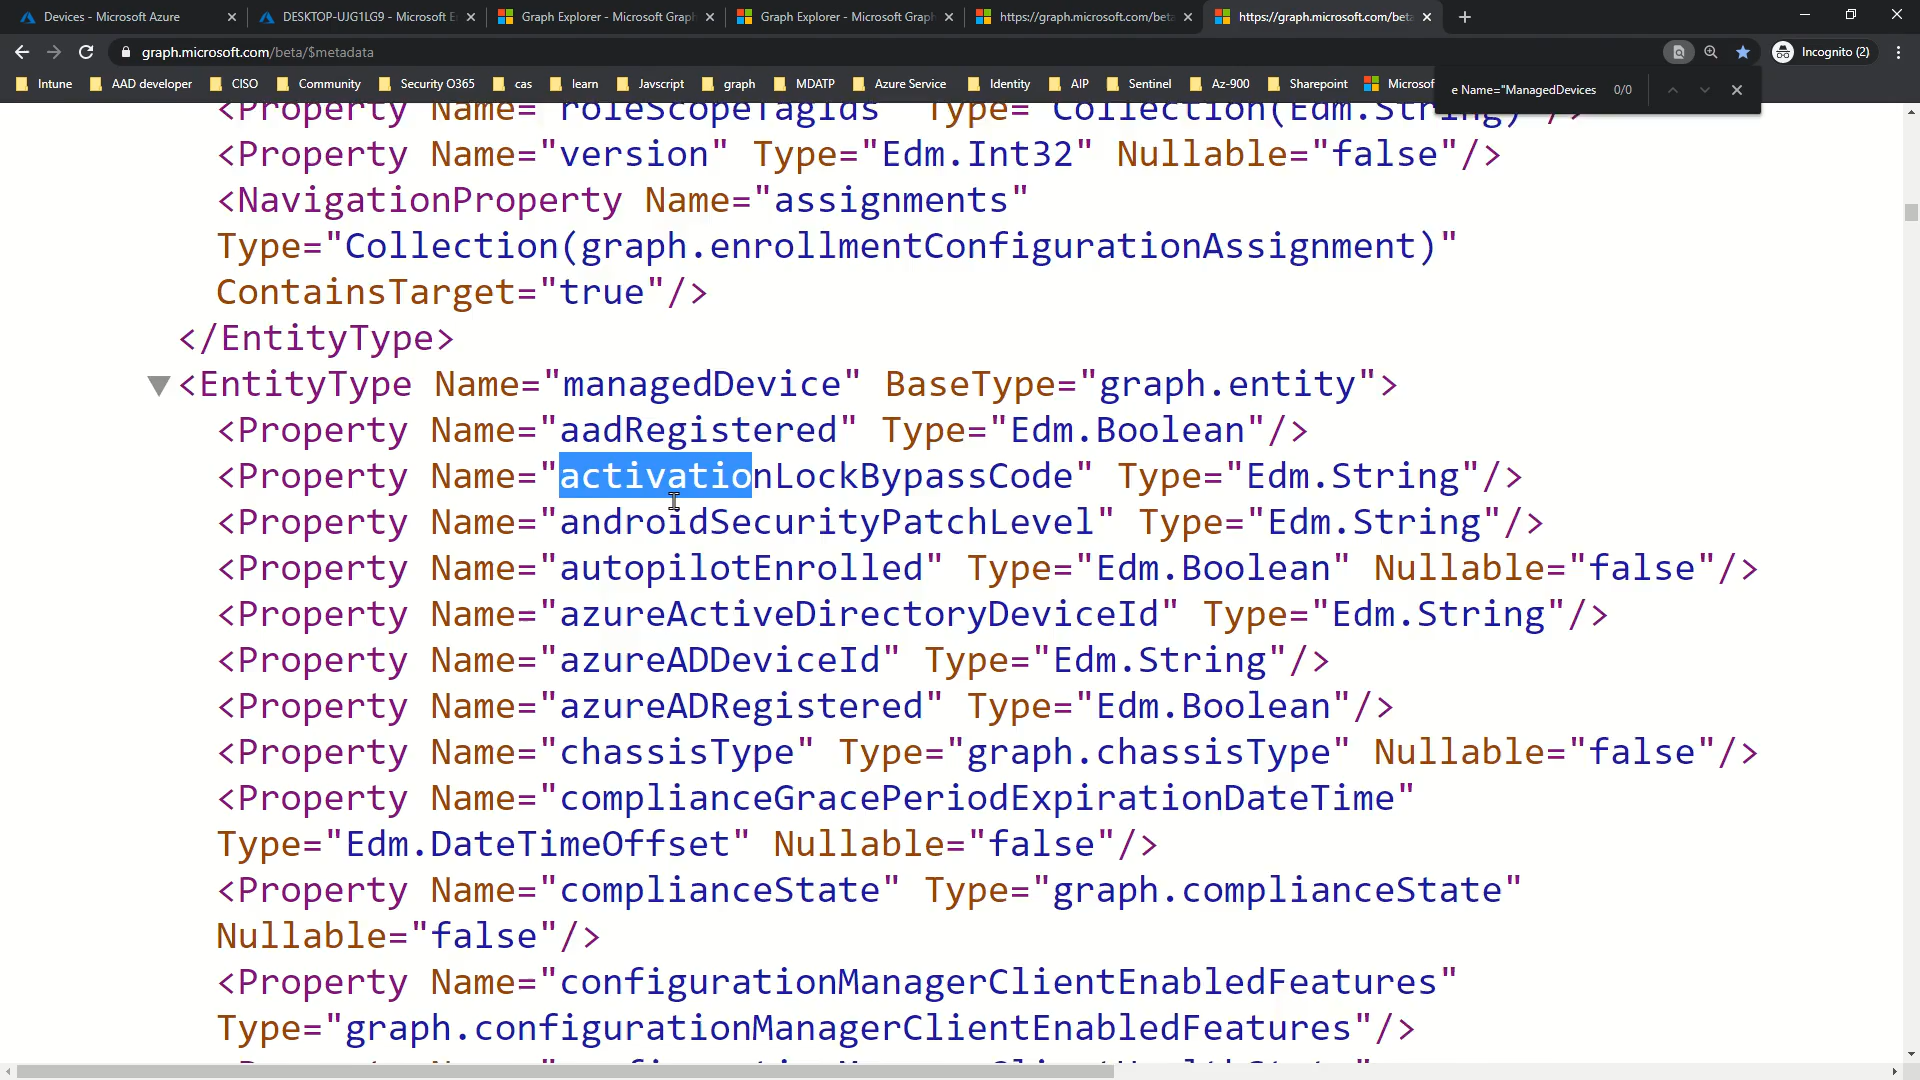 Devices - Microsoft Azure
DESKTOP-UJG1LG9 - Microsoft E
Graph Explorer - Microsoft Graph
Graph Explorer - Microsoft Graph
https://graph.microsoft.com/beta
https://graph.microsoft.com/beta
graph.microsoft.com/beta/$metadata
Incognito (2)
Intune
AAD developer
CISO
Community
Security O365
cas
learn
Javscript
graph
MDATP
Azure Service
Identity
AIP
Sentinel
Az-900
Sharepoint
Microsof
e Name="ManagedDevices 0/0
<Property Name="roleScopeTagIds" Type="Collection(Edm.String)"/>
<Property Name="version" Type="Edm.Int32" Nullable="false"/>
<NavigationProperty Name="assignments"
Type="Collection(graph.enrollmentConfigurationAssignment)"
ContainsTarget="true"/>
</EntityType>
<EntityType Name="managedDevice" BaseType="graph.entity">
<Property Name="aadRegistered" Type="Edm.Boolean"/>
<Property Name="activationLockBypassCode" Type="Edm.String"/>
<Property Name="androidSecurityPatchLevel" Type="Edm.String"/>
<Property Name="autopilotEnrolled" Type="Edm.Boolean" Nullable="false"/>
<Property Name="azureActiveDirectoryDeviceId" Type="Edm.String"/>
<Property Name="azureADDeviceId" Type="Edm.String"/>
<Property Name="azureADRegistered" Type="Edm.Boolean"/>
<Property Name="chassisType" Type="graph.chassisType" Nullable="false"/>
<Property Name="complianceGracePeriodExpirationDateTime"
Type="Edm.DateTimeOffset" Nullable="false"/>
<Property Name="complianceState" Type="graph.complianceState"
Nullable="false"/>
<Property Name="configurationManagerClientEnabledFeatures"
Type="graph.configurationManagerClientEnabledFeatures"/>